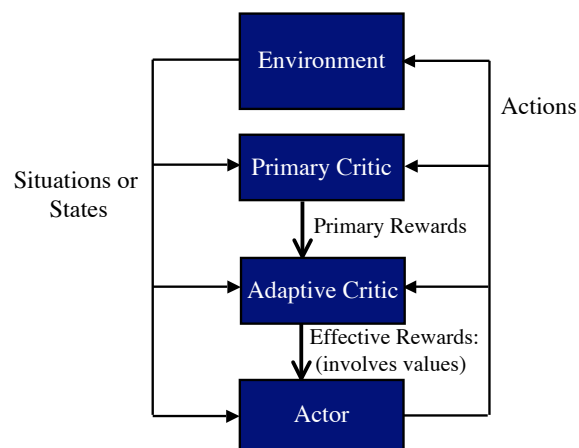 Environment
Actions
Primary Critic
Situations or
States
Primary Rewards
Adaptive Critic
Effective Rewards:
(involves values)
Actor